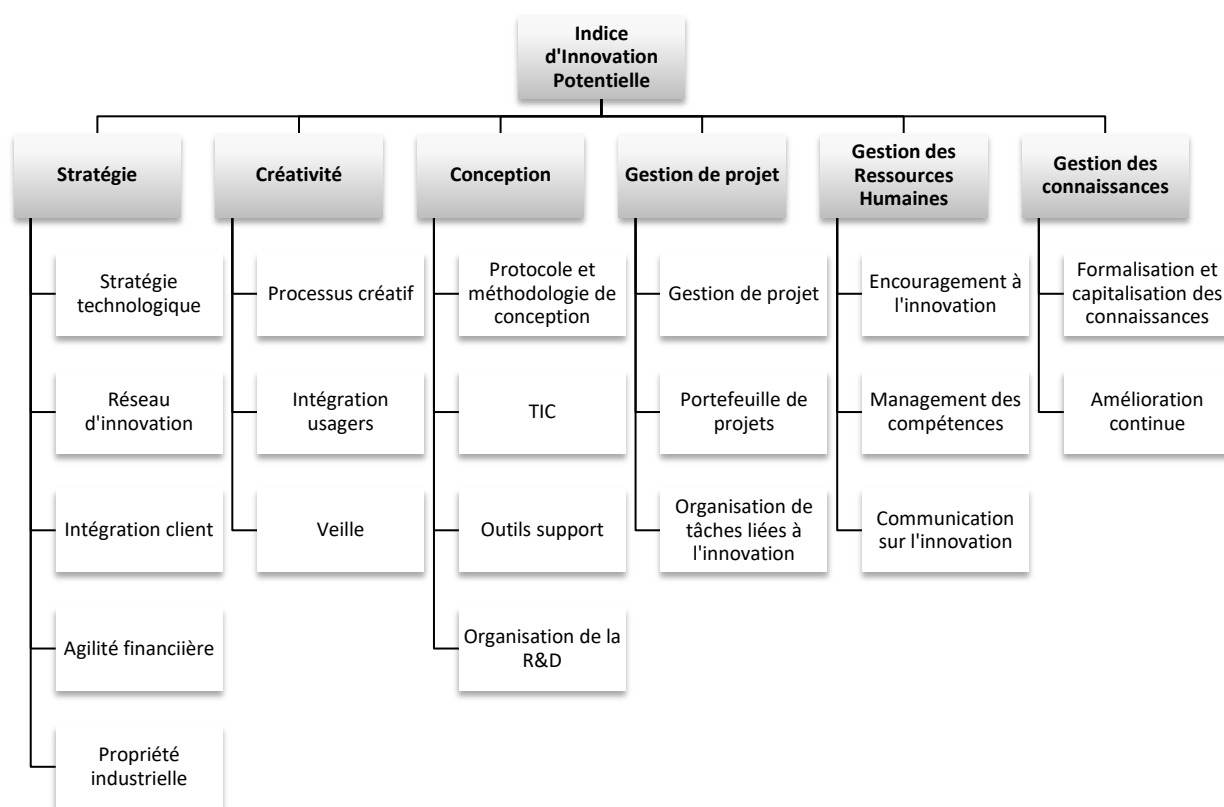 Indice
d'Innovation
Potentielle
Stratégie
Créativité
Conception
Gestion de projet
Gestion des
Ressources
Humaines
Gestion des
connaissances
Stratégie
technologique
Réseau
d'innovation
Intégration client
Agilité financiière
Propriété
industrielle
Processus créatif
Intégration
usagers
Veille
Protocole et
méthodologie de
conception
TIC
Outils support
Organisation de la
R&D
Gestion de projet
Portefeuille de
projets
Organisation de
tâches liées à
l'innovation
Encouragement à
l'innovation
Management des
compétences
Communication
sur l'innovation
Formalisation et
capitalisation des
connaissances
Amélioration
continue